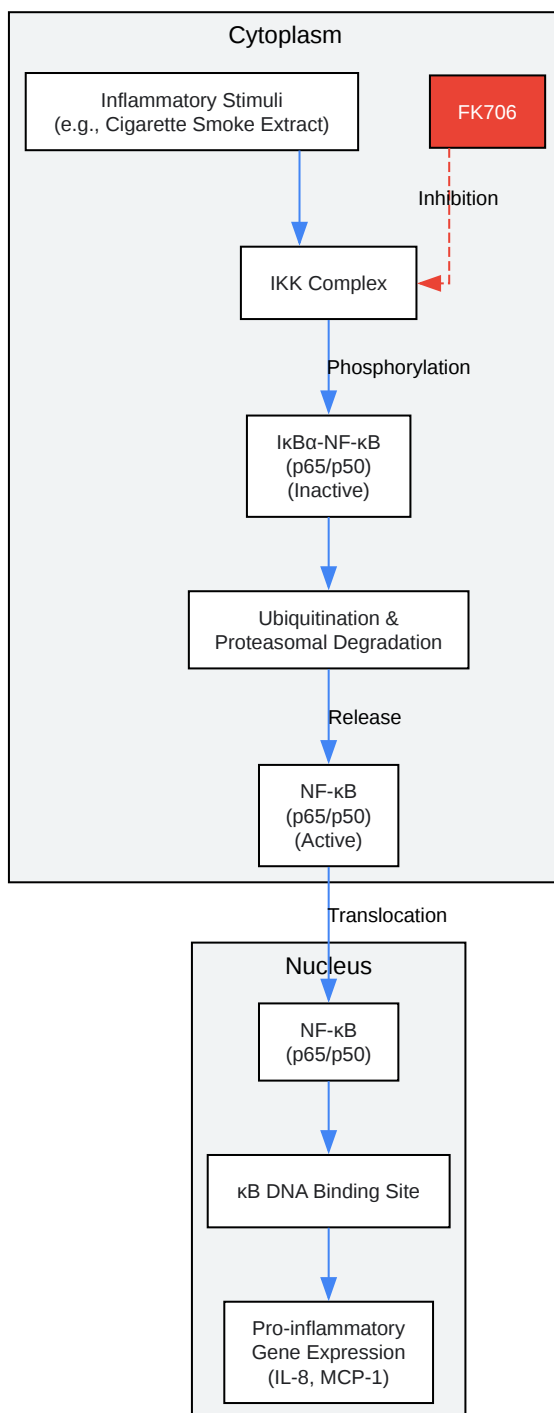 Cytoplasm
Inflammatory Stimuli
(e.g., Cigarette Smoke Extract)
FK706
Inhibition
IKK Complex
Phosphorylation
IκBα-NF-κB
(p65/p50)
(Inactive)
Ubiquitination &
Proteasomal Degradation
Release
NF-κB
(p65/p50)
(Active)
Translocation
Nucleus
NF-κB
(p65/p50)
κB DNA Binding Site
Pro-inflammatory
Gene Expression
(IL-8, MCP-1)